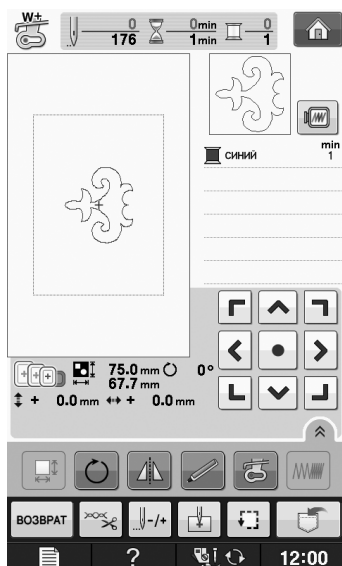 W+
0 0min 0
176 1min 1
min
синий 1
75.0 mm 0°
67.7 mm
+ 0.0 mm + 0.0 mm
ВОЗВРАТ -/+
? 12:00